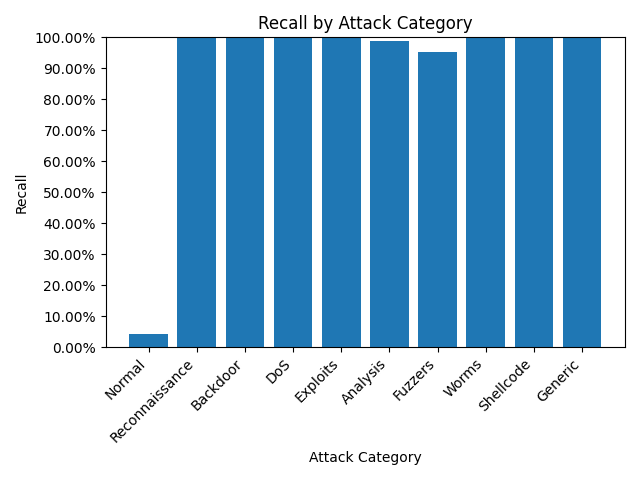 Recall by Attack Category
100.00%
90.00%
80.00%
70.00%
60.00%
50.00%
40.00%
30.00%
20.00%
10.00%
0.00%
Recall
Normal
Reconnaissance
Backdoor
DoS
Exploits
Analysis
Fuzzers
Worms
Shellcode
Generic
Attack Category